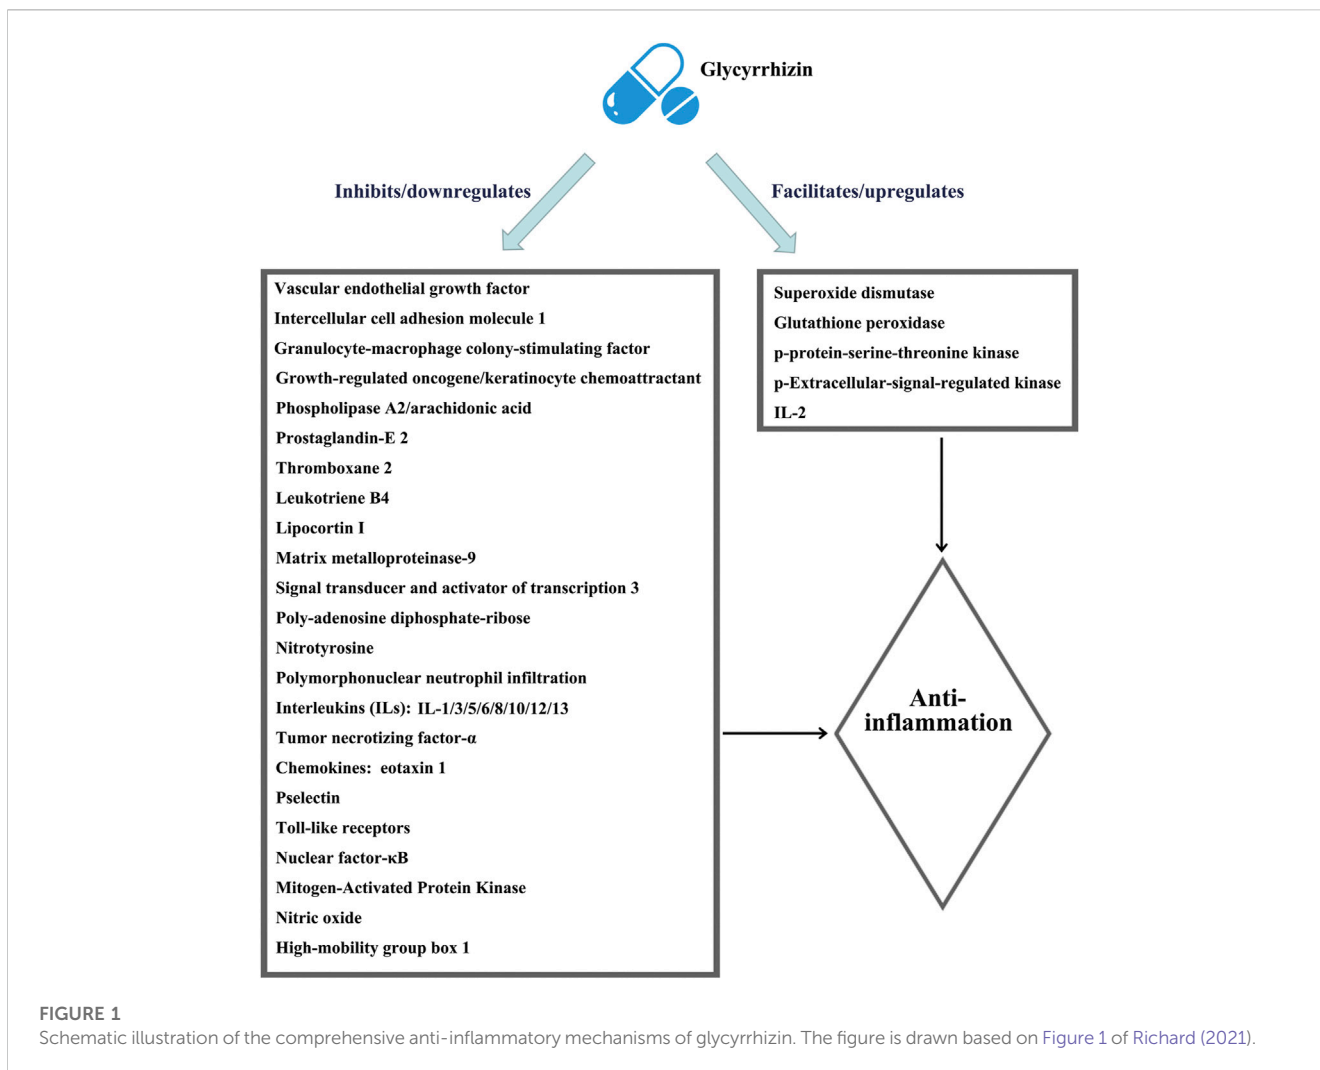 Glycyrrhizin
Inhibits/downregulates
Facilitates/upregulates
Vascular endothelial growth factor
Intercellular cell adhesion molecule 1
Granulocyte-macrophage colony-stimulating factor
Growth-regulated oncogene/keratinocyte chemoattractant
Phospholipase A2/arachidonic acid
Prostaglandin-E 2
Thromboxane 2
Leukotriene B4
Lipocortin I
Matrix metalloproteinase-9
Signal transducer and activator of transcription 3
Poly-adenosine diphosphate-ribose
Nitrotyrosine
Polymorphonuclear neutrophil infiltration
Interleukins (ILs): IL-1/3/5/6/8/10/12/13
Tumor necrotizing factor-α
Chemokines: eotaxin 1
Pselectin
Toll-like receptors
Nuclear factor-κB
Mitogen-Activated Protein Kinase
Nitric oxide
High-mobility group box 1
Superoxide dismutase
Glutathione peroxidase
p-protein-serine-threonine kinase
p-Extracellular-signal-regulated kinase
IL-2
Anti-
inflammation
FIGURE 1
Schematic illustration of the comprehensive anti-inflammatory mechanisms of glycyrrhizin. The figure is drawn based on Figure 1 of Richard (2021).